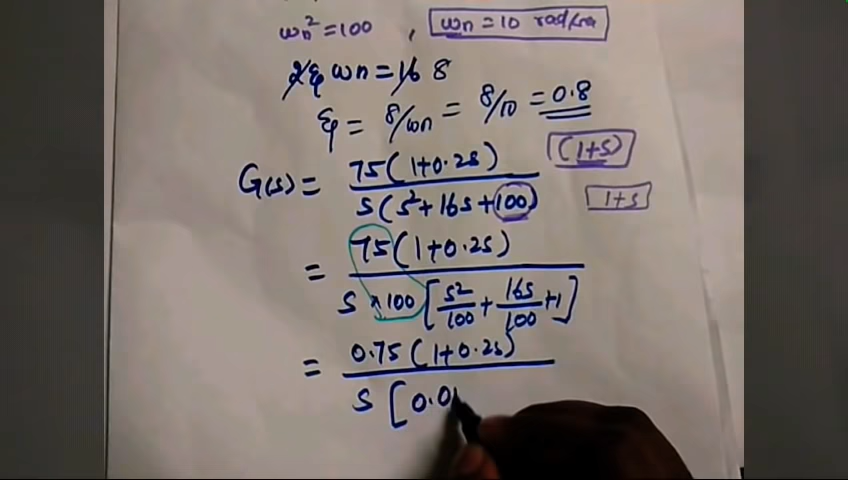 ωn² = 100 , ωn = 10 rad/sec
2ξωn = 16 8
ξ = 8/ωn = 8/10 = 0.8
G(s) = 75(1+0.2s) / s(s²+16s+100) (1+s)
1+s
= 75(1+0.2s) / s × 100 [s²/100 + 16s/100 + 1]
= 0.75(1+0.2s) / s [0.0